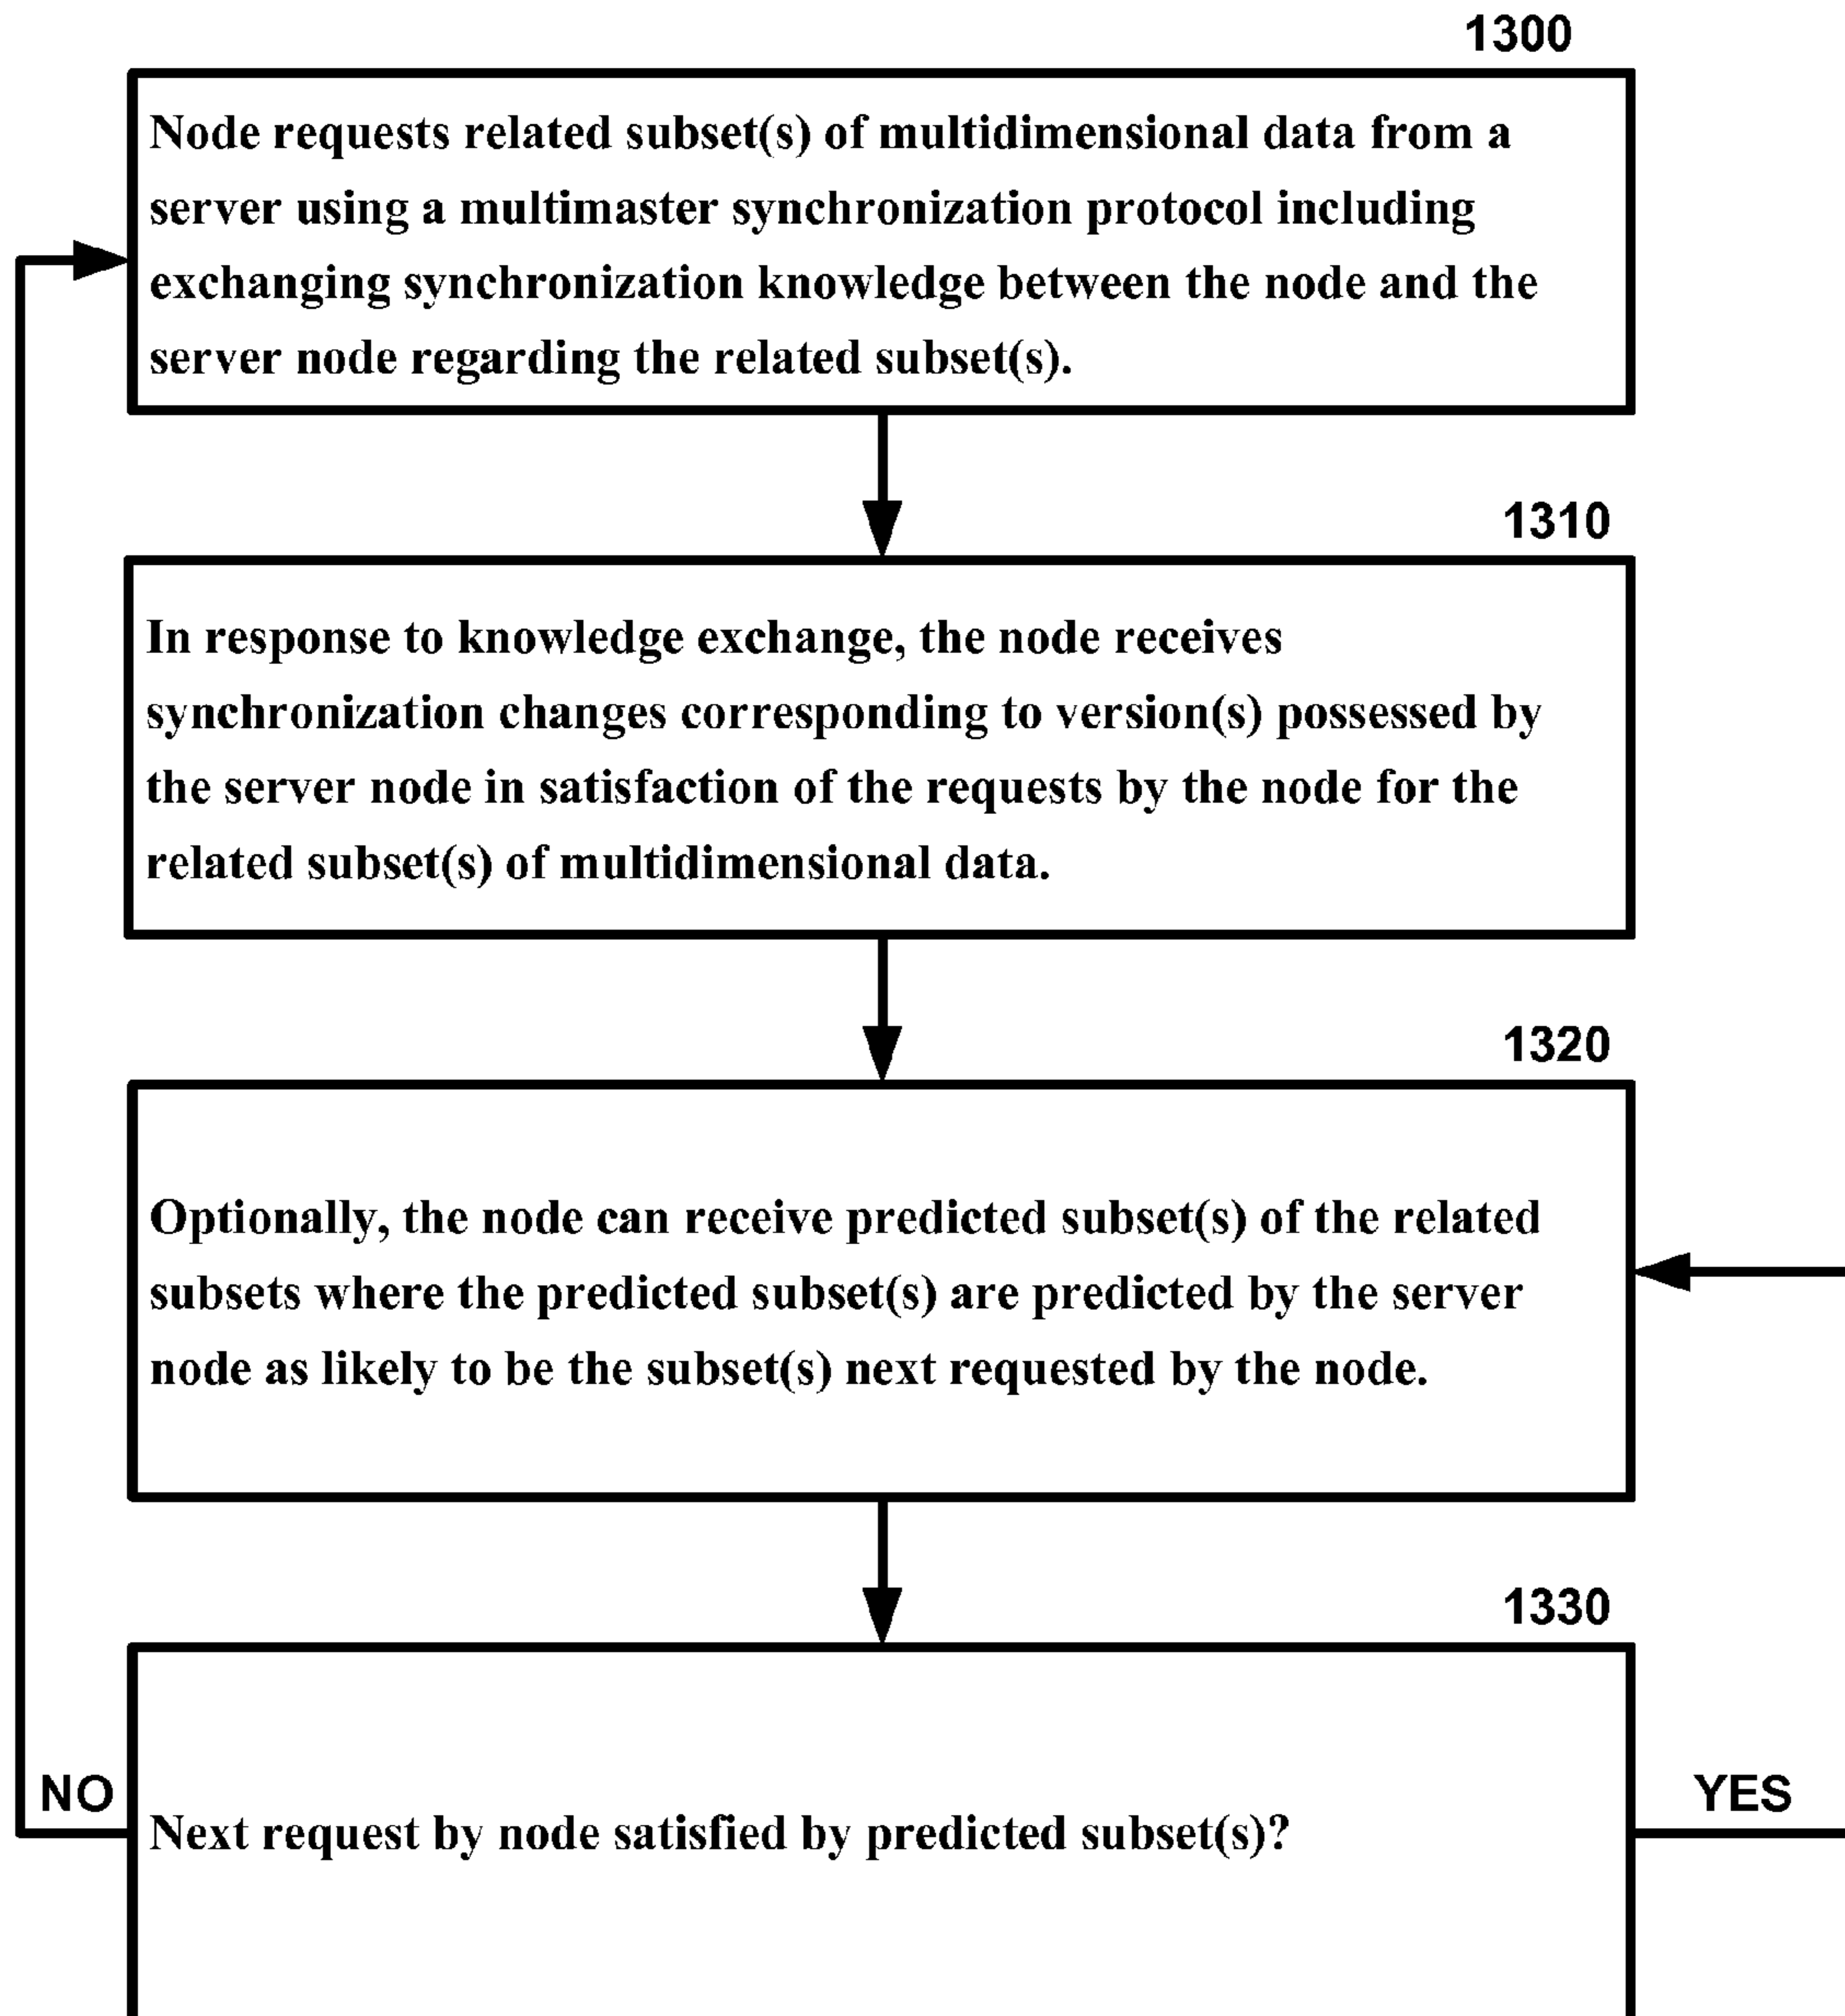 1300
Node requests related subset(s) of multidimensional data from a
server using a multimaster synchronization protocol including
exchanging synchronization knowledge between the node and the
server node regarding the related subset(s).
1310
In response to knowledge exchange, the node receives
synchronization changes corresponding to version(s) possessed by
the server node in satisfaction of the requests by the node for the
related subset(s) of multidimensional data.
1320
Optionally, the node can receive predicted subset(s) of the related
subsets where the predicted subset(s) are predicted by the server
node as likely to be the subset(s) next requested by the node.
1330
NO
Next request by node satisfied by predicted subset(s)?
YES